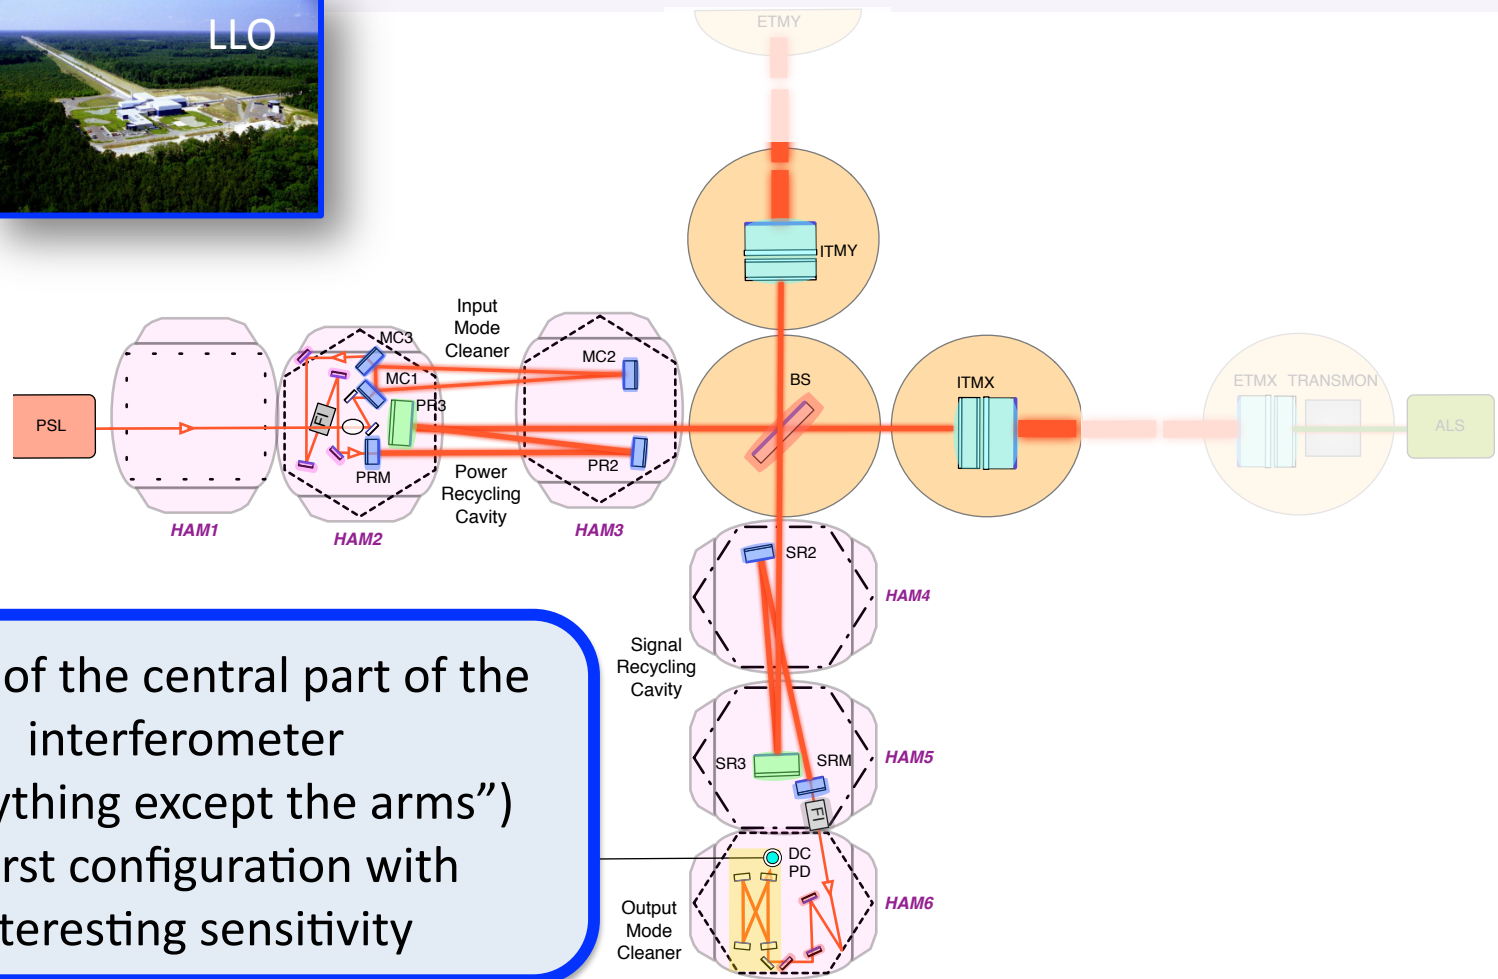 LLO
ETMY
ITMY
Input
Mode
Cleaner
MC3
MC2
MC1
BS
ITMX
ETMX TRANSMON
PR3
PSL
FI
ALS
PR2
PRM
Power
Recycling
Cavity
HAM1
HAM2
HAM3
SR2
HAM4
Signal
Recycling
Cavity
SR3
SRM
HAM5
FI
of the central part of the
interferometer
ything except the arms”)
rst configuration with
teresting sensitivity
DC
PD
Output
Mode
Cleaner
HAM6